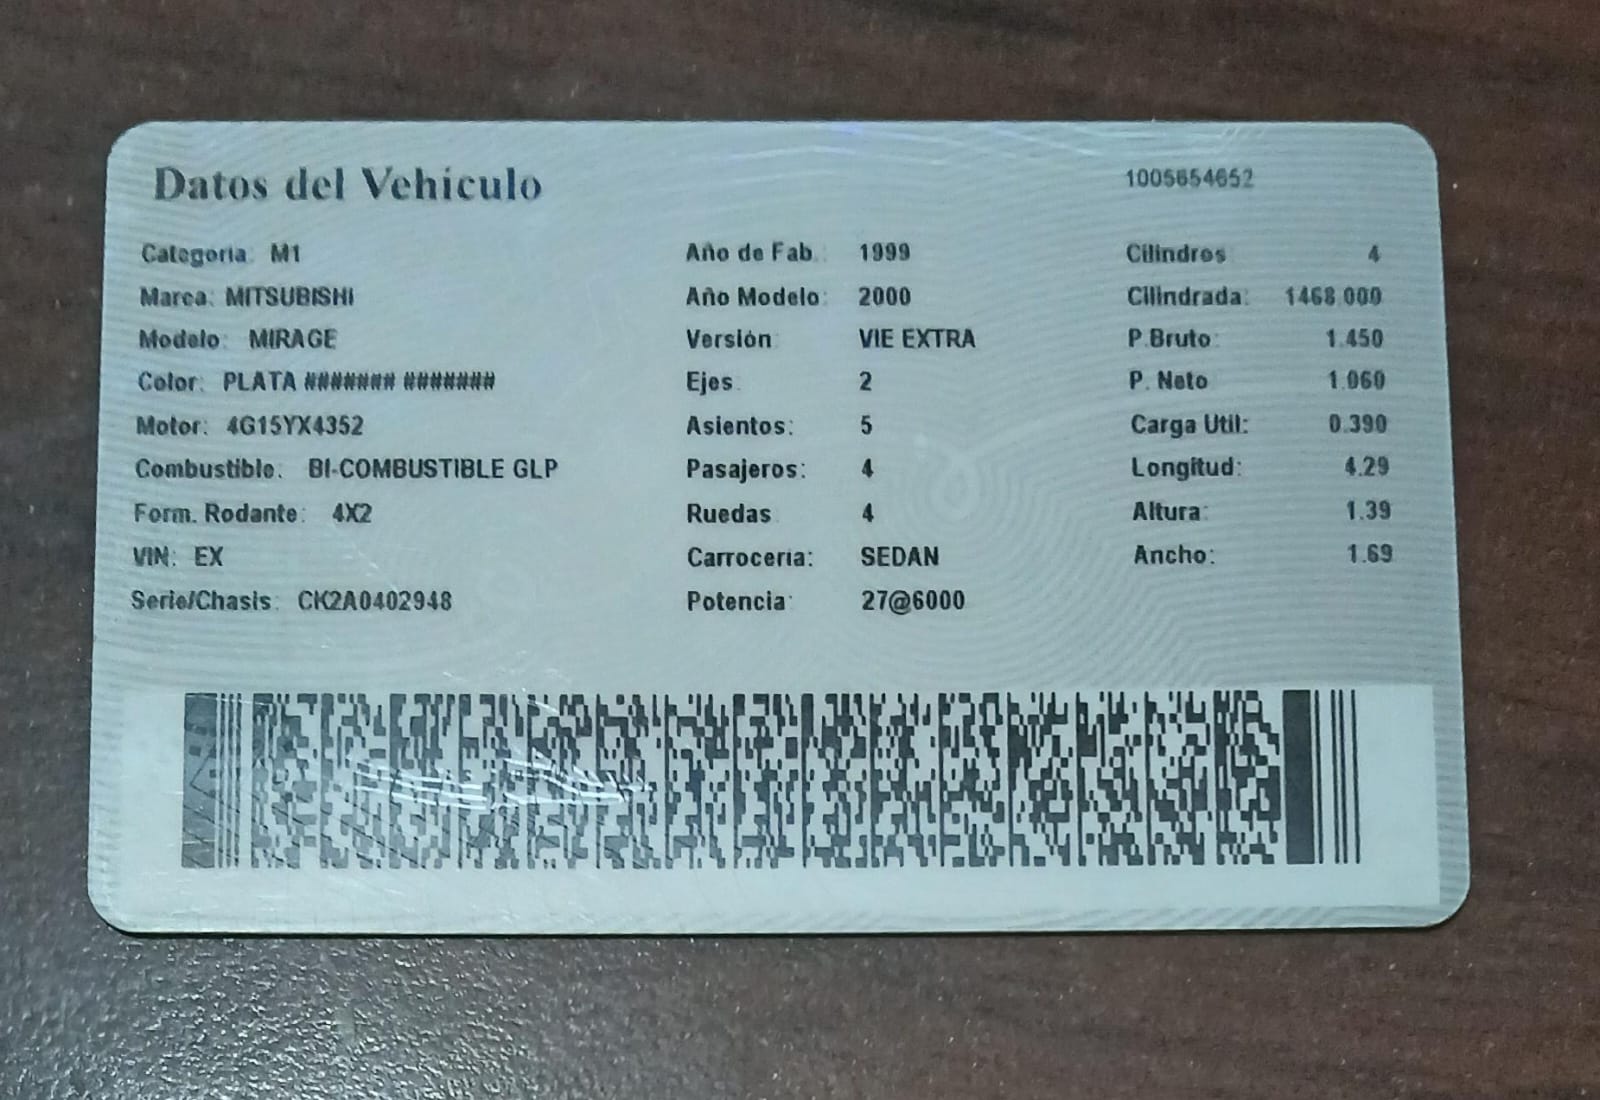 Datos del Vehículo
1005654652
Categoría: M1
Marca: MITSUBISHI
Modelo: MIRAGE
Color: PLATA ####### #######
Motor: 4G15YX4352
Combustible: BI-COMBUSTIBLE GLP
Form. Rodante: 4X2
VIN: EX
Serie/Chasis: CK2A0402948
Año de Fab.: 1999
Año Modelo: 2000
Versión: VIE EXTRA
Ejes: 2
Asientos: 5
Pasajeros: 4
Ruedas: 4
Carrocería: SEDAN
Potencia: 27@6000
Cilindros 4
Cilindrada: 1468.000
P.Bruto: 1.450
P. Neto 1.060
Carga Util: 0.390
Longitud: 4.29
Altura: 1.39
Ancho: 1.69